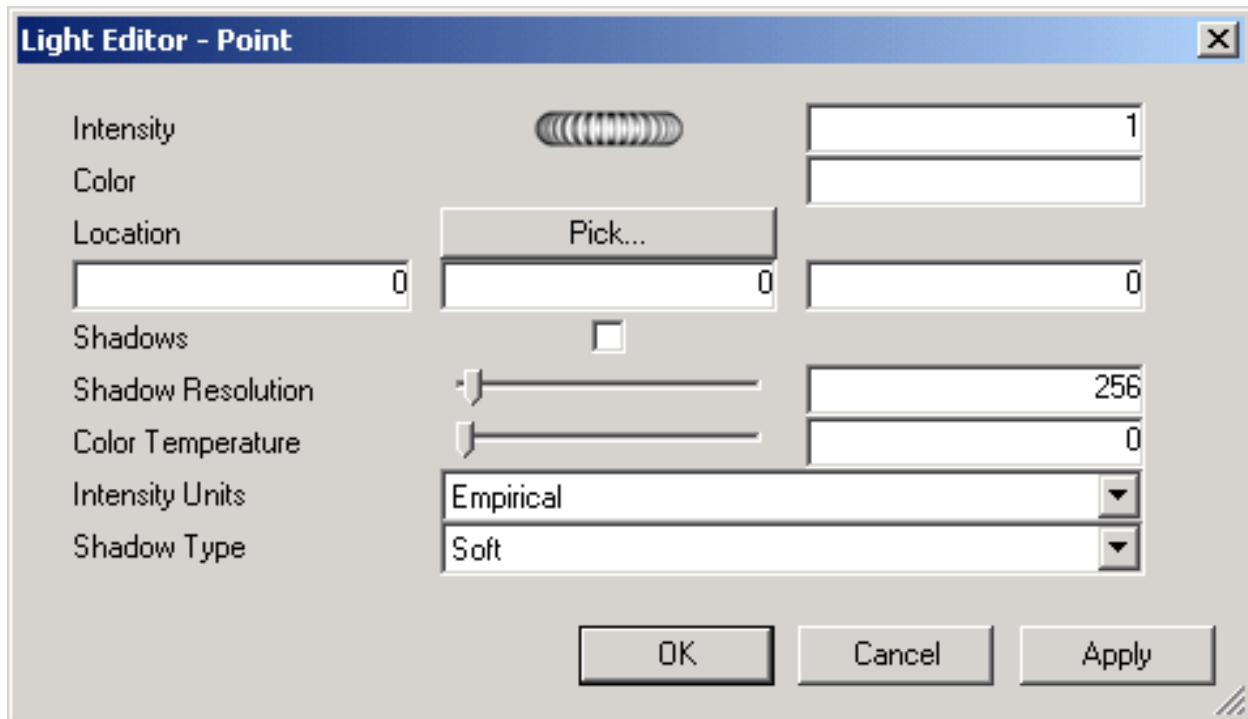 Light Editor - Point
Intensity 1
Color
Location Pick...
0 0 0
Shadows
Shadow Resolution 256
Color Temperature 0
Intensity Units Empirical
Shadow Type Soft
OK Cancel Apply